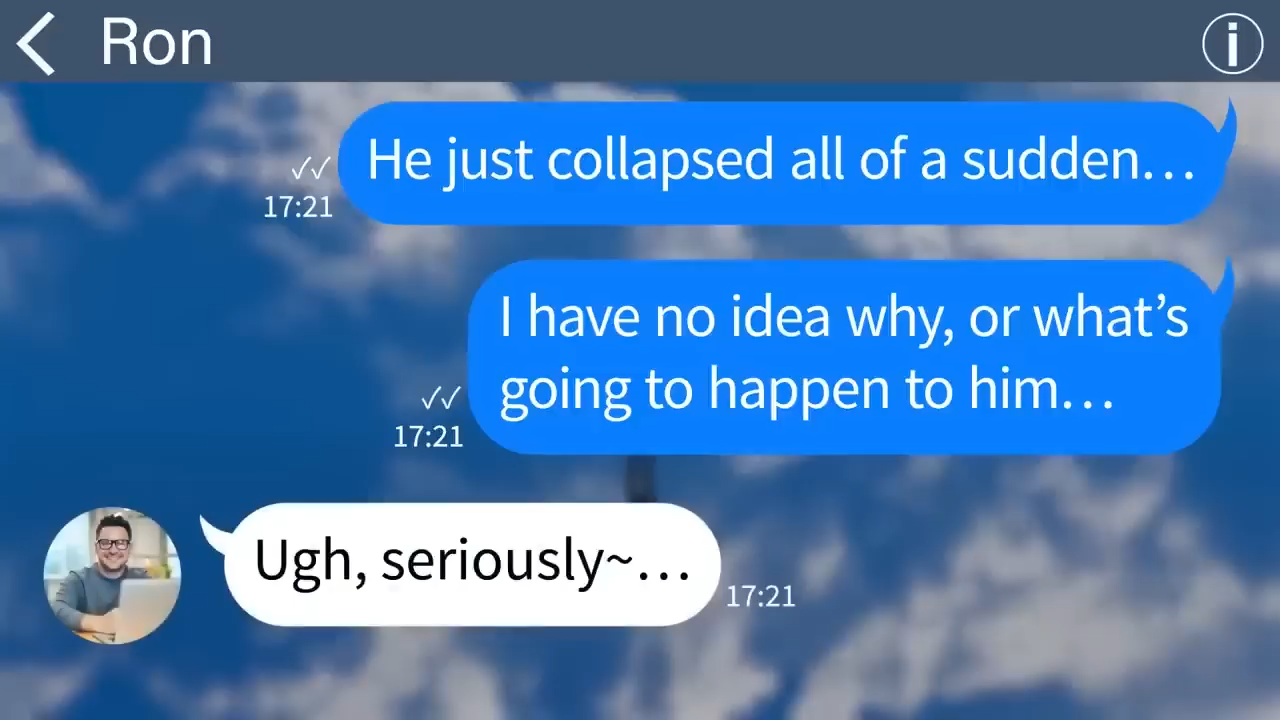 Ron
He just collapsed all of a sudden…
✓✓
17:21
I have no idea why, or what’s
going to happen to him…
✓✓
17:21
Ugh, seriously~…
17:21